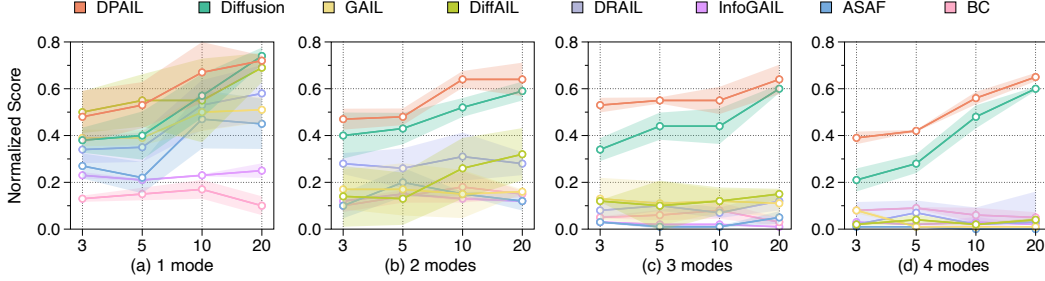 DPAIL Diffusion GAIL DiffAIL DRAIL InfoGAIL ASAF BC
Normalized Score
0.8
0.6
0.4
0.2
0.0
3 5 10 20
(a) 1 mode
0.8
0.6
0.4
0.2
0.0
3 5 10 20
(b) 2 modes
0.8
0.6
0.4
0.2
0.0
3 5 10 20
(c) 3 modes
0.8
0.6
0.4
0.2
0.0
3 5 10 20
(d) 4 modes